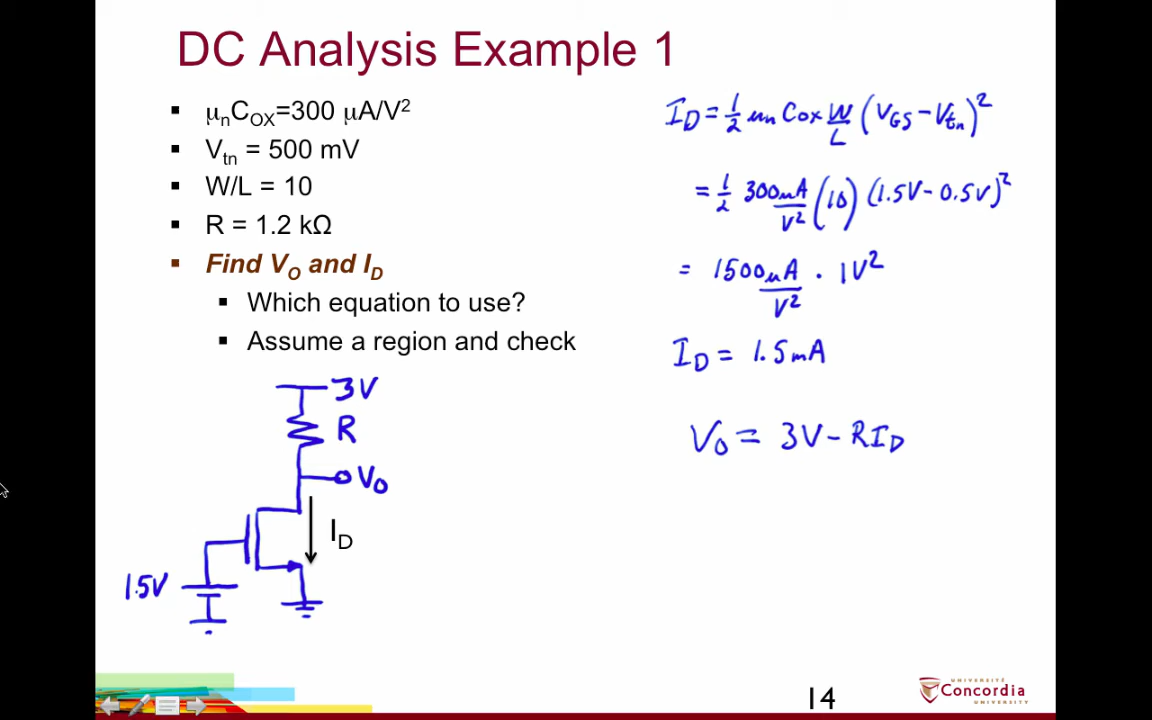 DC Analysis Example 1
▪ μnCOX=300 μA/V²
▪ Vtn = 500 mV
▪ W/L = 10
▪ R = 1.2 kΩ
▪ Find VO and ID
▪ Which equation to use?
▪ Assume a region and check
3V
R
VO
ID
1.5V
ID = 1/2 μn Cox W/L (VGS - Vtn)²
= 1/2 300μA/V² (10) (1.5V - 0.5V)²
= 1500μA/V² · 1V²
ID = 1.5mA
VO = 3V - RID
14
UNIVERSITÉ
Concordia
UNIVERSITY